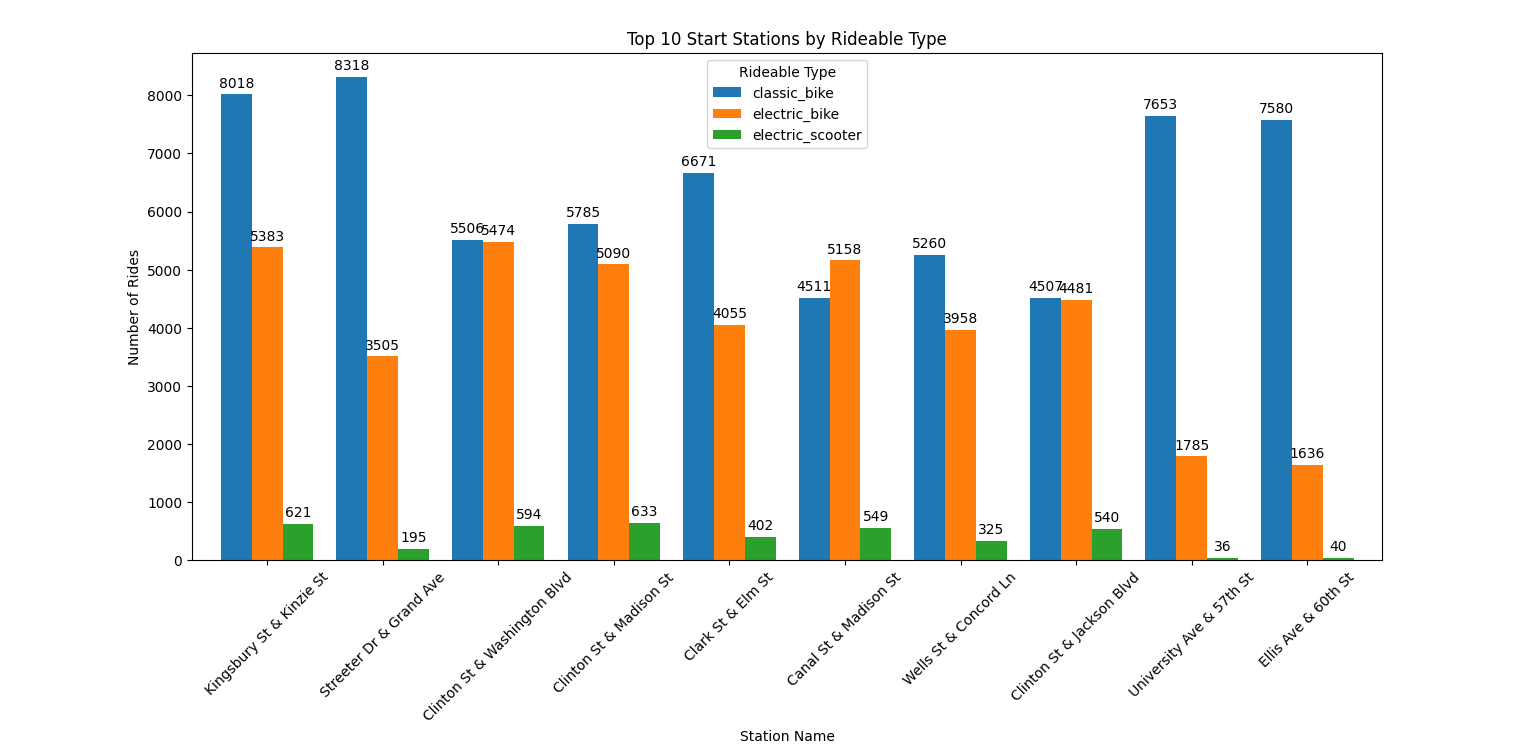 Top 10 Start Stations by Rideable Type
Rideable Type
classic_bike
electric_bike
electric_scooter
Number of Rides
8000
7000
6000
5000
4000
3000
2000
1000
0
8018
5383
621
8318
3505
195
5506
5474
594
5785
5090
633
6671
4055
402
4511
5158
549
5260
3958
325
4507
4481
540
7653
1785
36
7580
1636
40
Kingsbury St & Kinzie St
Streeter Dr & Grand Ave
Clinton St & Washington Blvd
Clinton St & Madison St
Clark St & Elm St
Canal St & Madison St
Wells St & Concord Ln
Clinton St & Jackson Blvd
University Ave & 57th St
Ellis Ave & 60th St
Station Name